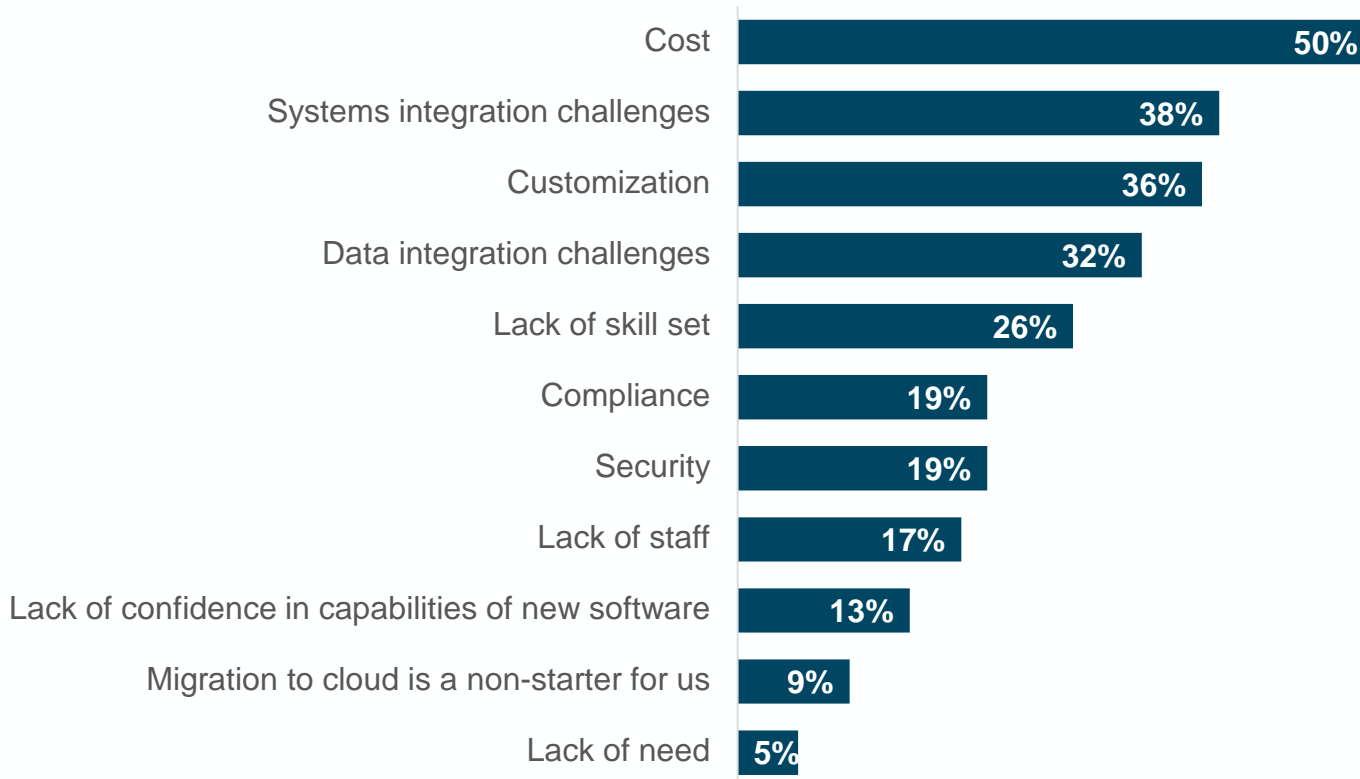 Cost 50%
Systems integration challenges 38%
Customization 36%
Data integration challenges 32%
Lack of skill set 26%
Compliance 19%
Security 19%
Lack of staff 17%
Lack of confidence in capabilities of new software 13%
Migration to cloud is a non-starter for us 9%
Lack of need 5%